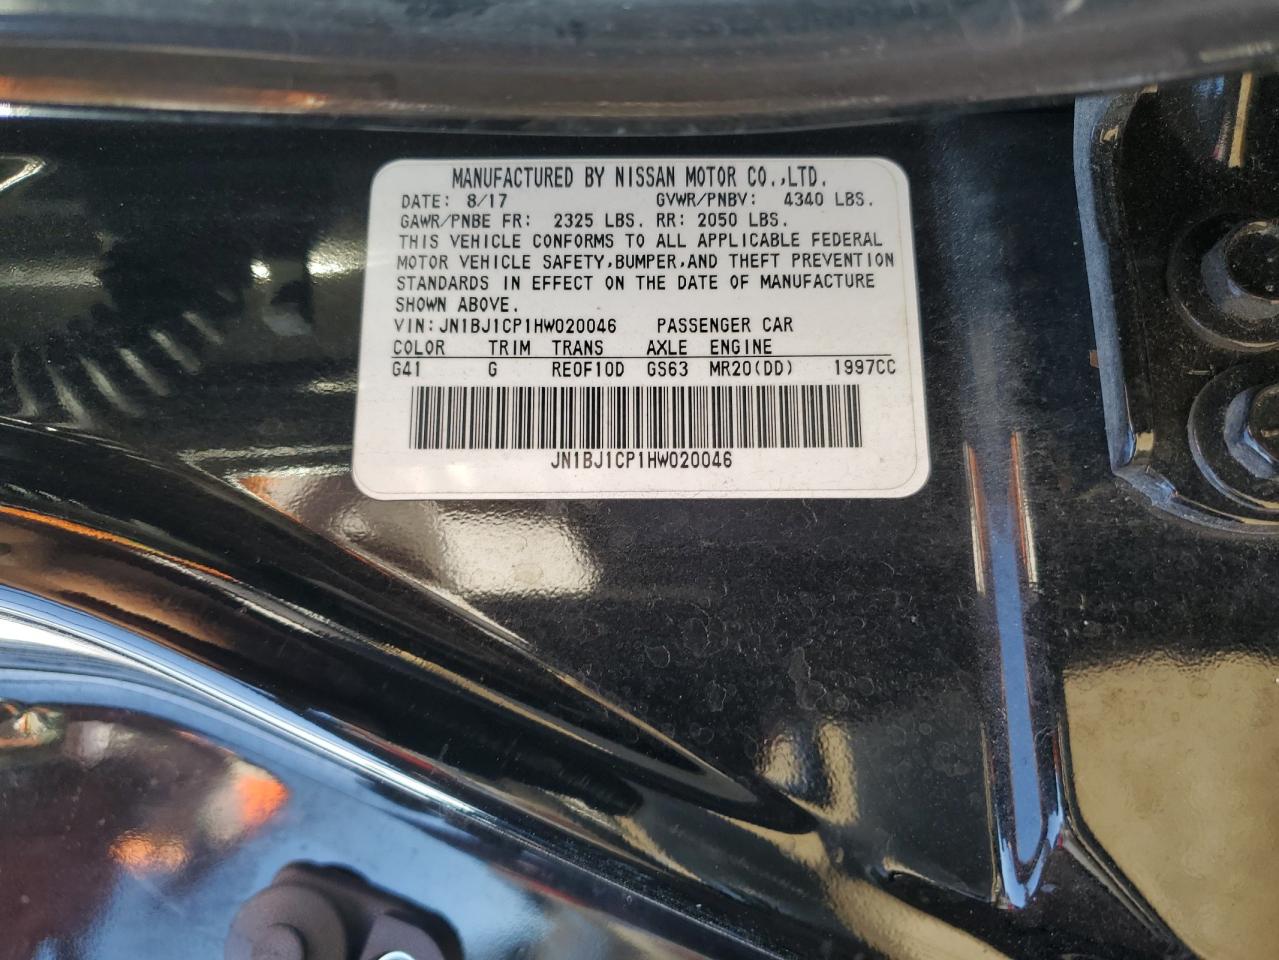 MANUFACTURED BY NISSAN MOTOR CO.,LTD.
DATE: 8/17 GVWR/PNBV: 4340 LBS.
GAWR/PNBE FR: 2325 LBS. RR: 2050 LBS.
THIS VEHICLE CONFORMS TO ALL APPLICABLE FEDERAL
MOTOR VEHICLE SAFETY,BUMPER,AND THEFT PREVENTION
STANDARDS IN EFFECT ON THE DATE OF MANUFACTURE
SHOWN ABOVE.
VIN:JN1BJ1CP1HW020046 PASSENGER CAR
COLOR TRIM TRANS AXLE ENGINE
G41 G RE0F10D GS63 MR20(DD) 1997CC
JN1BJ1CP1HW020046